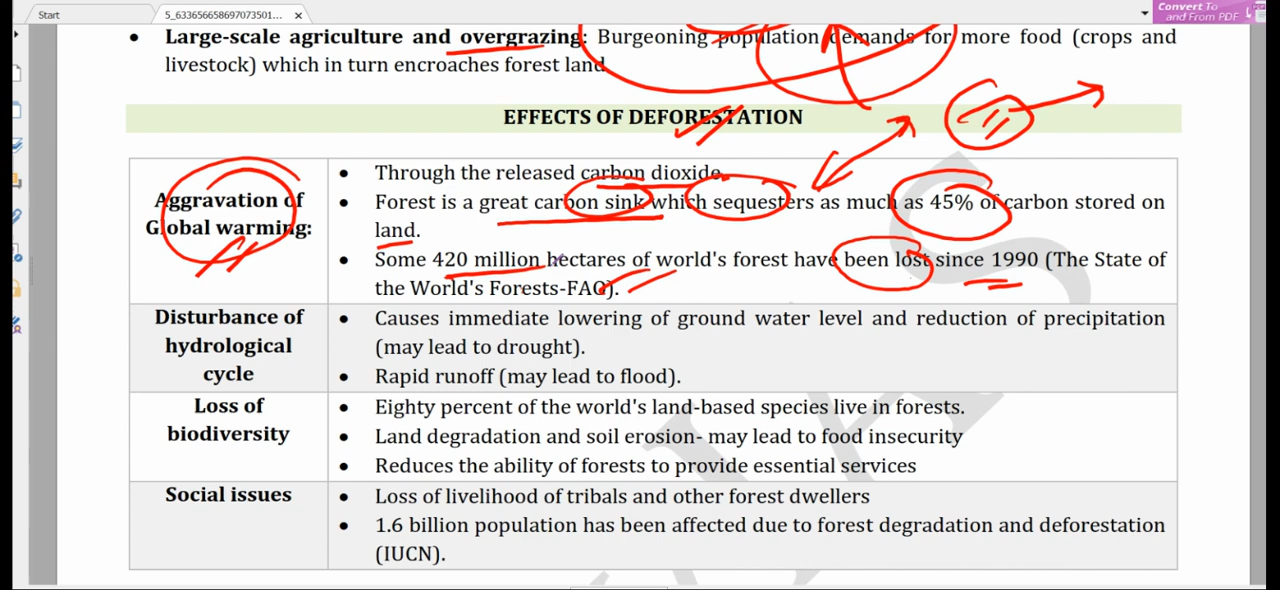 Start
5_633656658697073501...
Convert To
and From PDF
• Large-scale agriculture and overgrazing: Burgeoning population demands for more food (crops and
livestock) which in turn encroaches forest land
EFFECTS OF DEFORESTATION
Aggravation of
Global warming:
• Through the released carbon dioxide.
• Forest is a great carbon sink which sequesters as much as 45% of carbon stored on
land.
• Some 420 million hectares of world's forest have been lost since 1990 (The State of
the World's Forests-FAO).
Disturbance of
hydrological
cycle
• Causes immediate lowering of ground water level and reduction of precipitation
(may lead to drought).
• Rapid runoff (may lead to flood).
Loss of
biodiversity
• Eighty percent of the world's land-based species live in forests.
• Land degradation and soil erosion- may lead to food insecurity
• Reduces the ability of forests to provide essential services
Social issues
• Loss of livelihood of tribals and other forest dwellers
• 1.6 billion population has been affected due to forest degradation and deforestation
(IUCN).